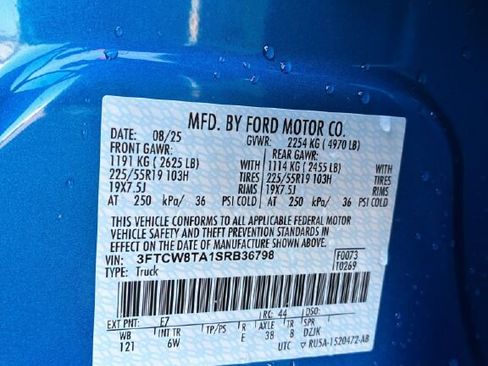 MFD. BY FORD MOTOR CO.
DATE: 08/25 GVWR: 2254 KG ( 4970 LB)
FRONT GAWR: REAR GAWR:
1191 KG ( 2625 LB) 1114 KG ( 2455 LB)
225/55R19 103H TIRES 225/55R19 103H TIRES
19X7.5J RIMS 19X7.5J RIMS
AT 250 kPa/ 36 PSI COLD AT 250 kPa/ 36 PSI COLD
THIS VEHICLE CONFORMS TO ALL APPLICABLE FEDERAL MOTOR
VEHICLE SAFETY AND THEFT PREVENTION STANDARDS
IN EFFECT ON THE DATE OF MANUFACTURE SHOWN ABOVE.
VIN: 3FTCW8TA1SRB36798 F0073
TYPE: Truck T0269
EXT PNT: E7 RC: 44 DSO:
WB INT TR TP/PS R AXLE TR SPR
121 6W E 38 8 DZJK
UTC ▽ RU5A-1520472-AB